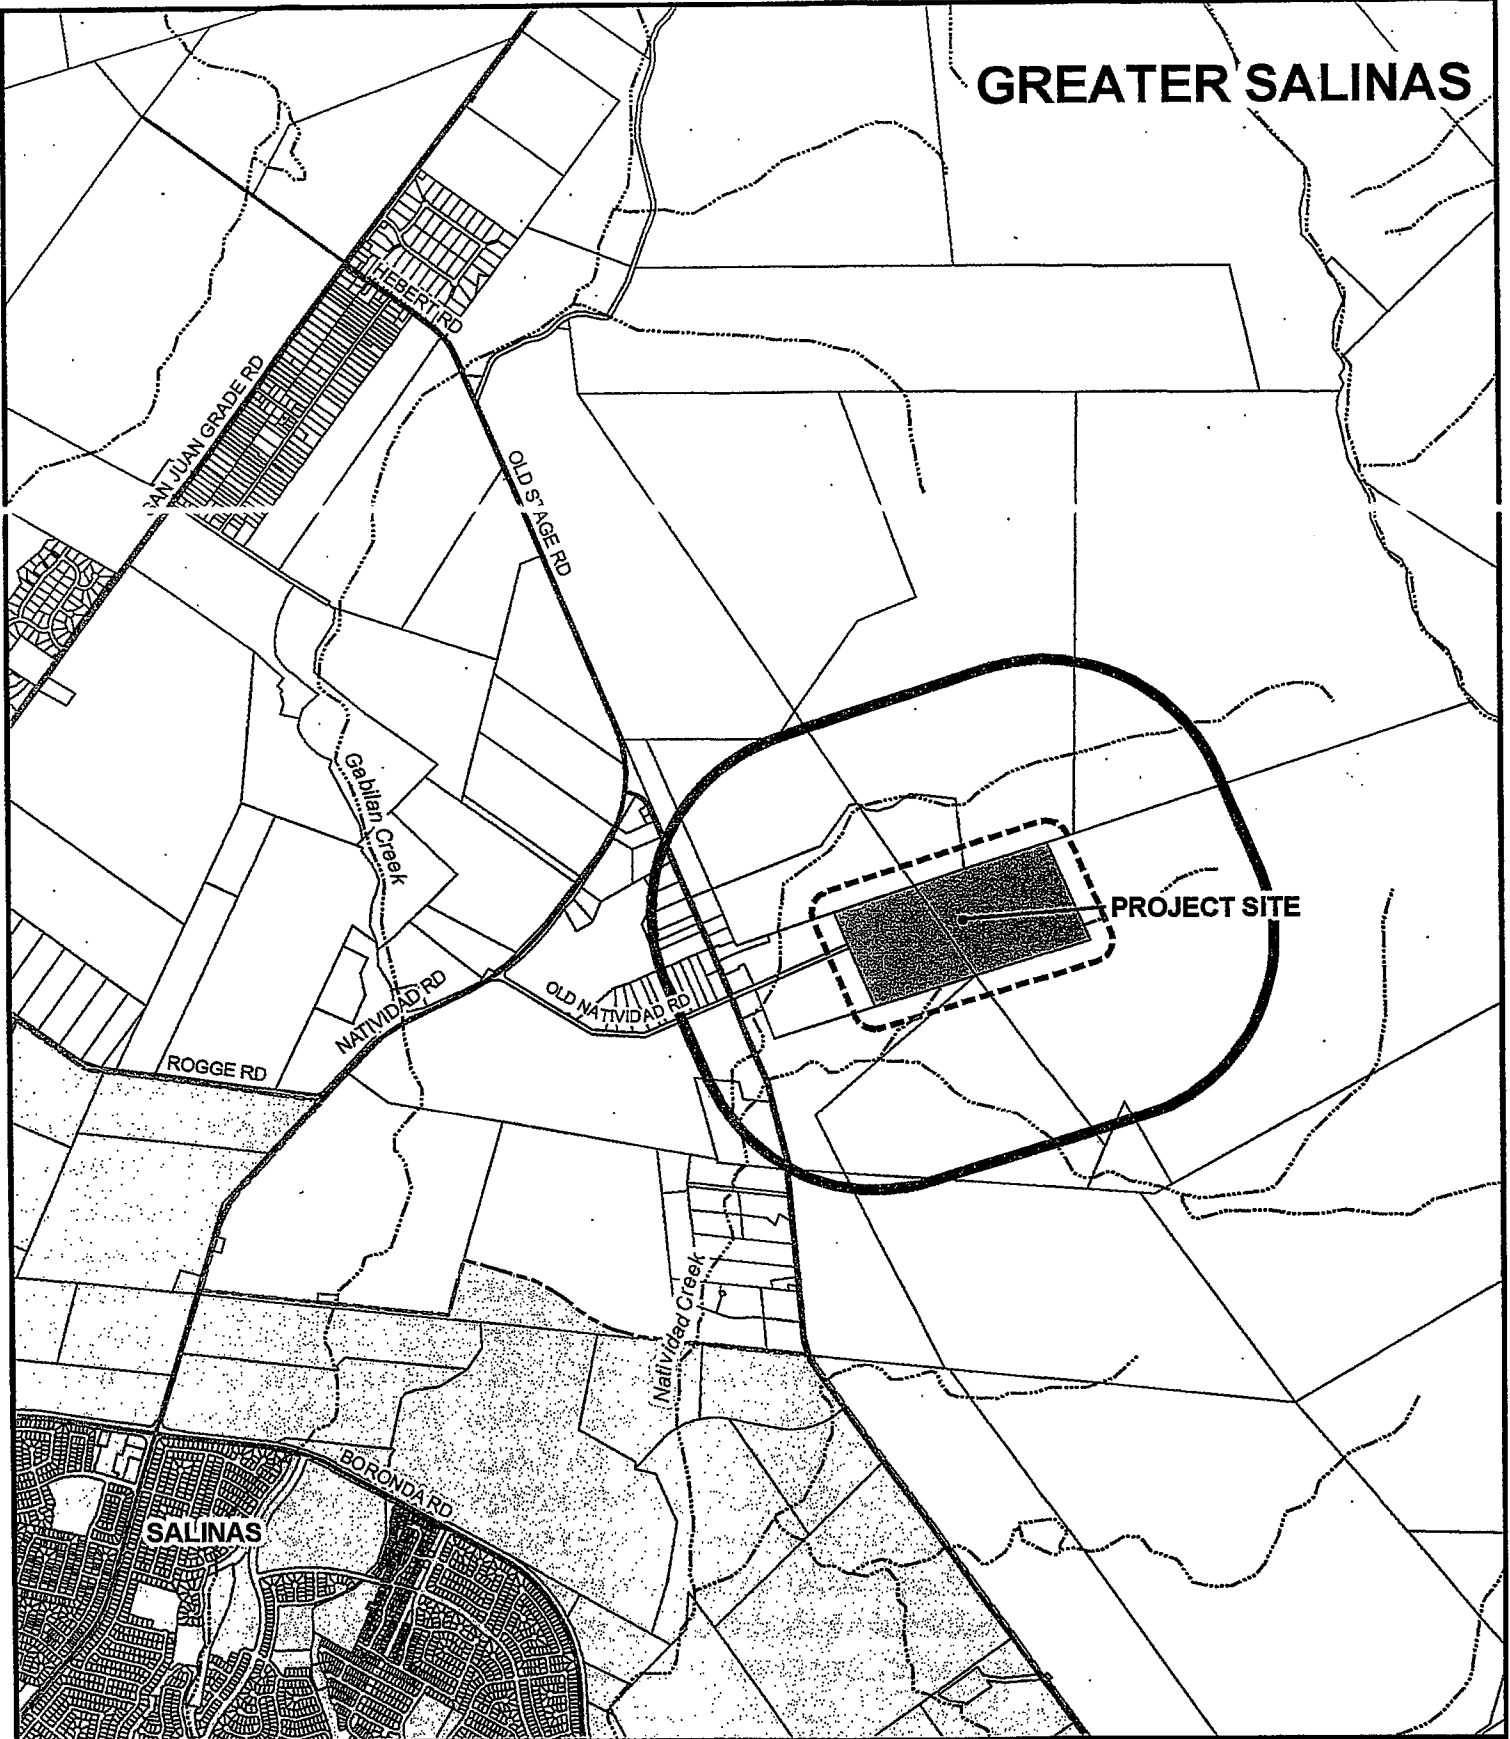 GREATER SALINAS
HEBERT RD
SAN JUAN GRADE RD
OLD STAGE RD
Gabilan Creek
PROJECT SITE
NATIVIDAD RD
OLD NATIVIDAD RD
ROGGE RD
Natividad Creek
BORONDA RD
SALINAS